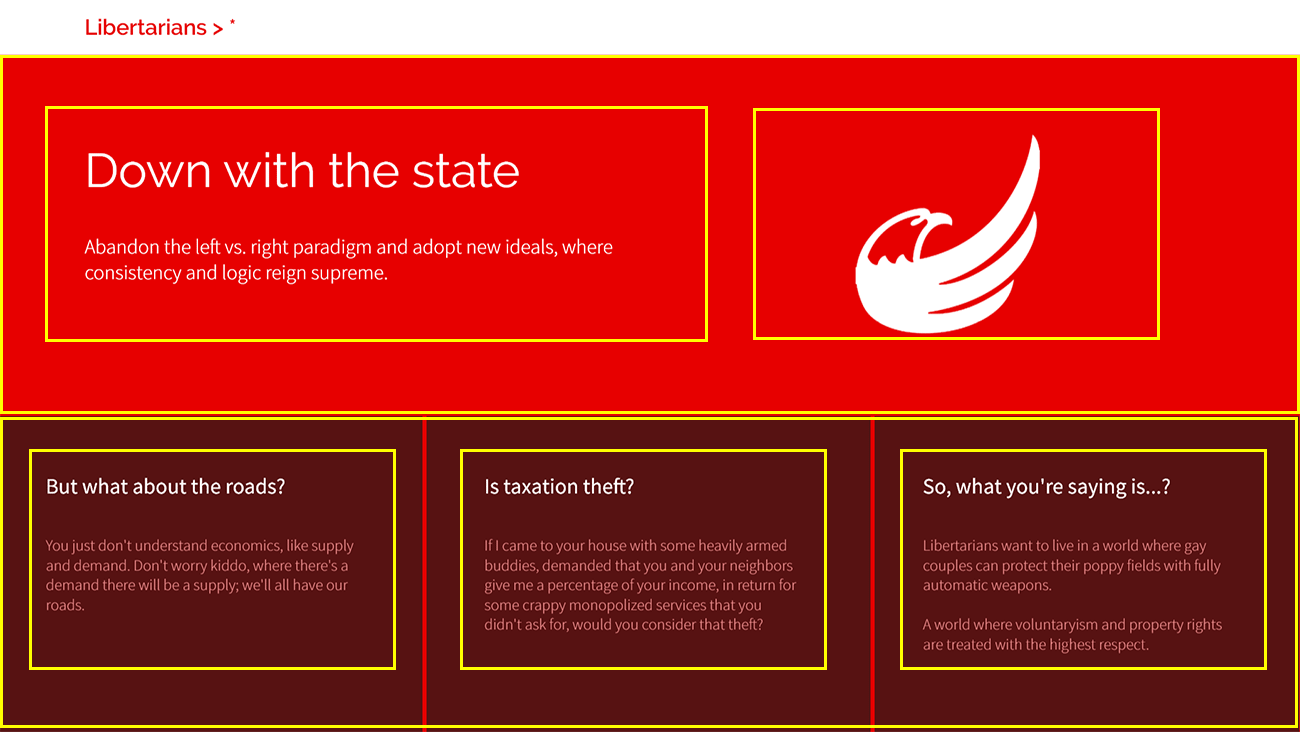 Libertarians > *
Down with the state
Abandon the left vs. right paradigm and adopt new ideals, where
consistency and logic reign supreme.
But what about the roads?
You just don't understand economics, like supply
and demand. Don't worry kiddo, where there's a
demand there will be a supply; we'll all have our
roads.
Is taxation theft?
If I came to your house with some heavily armed
buddies, demanded that you and your neighbors
give me a percentage of your income, in return for
some crappy monopolized services that you
didn't ask for, would you consider that theft?
So, what you're saying is...?
Libertarians want to live in a world where gay
couples can protect their poppy fields with fully
automatic weapons.
A world where voluntaryism and property rights
are treated with the highest respect.